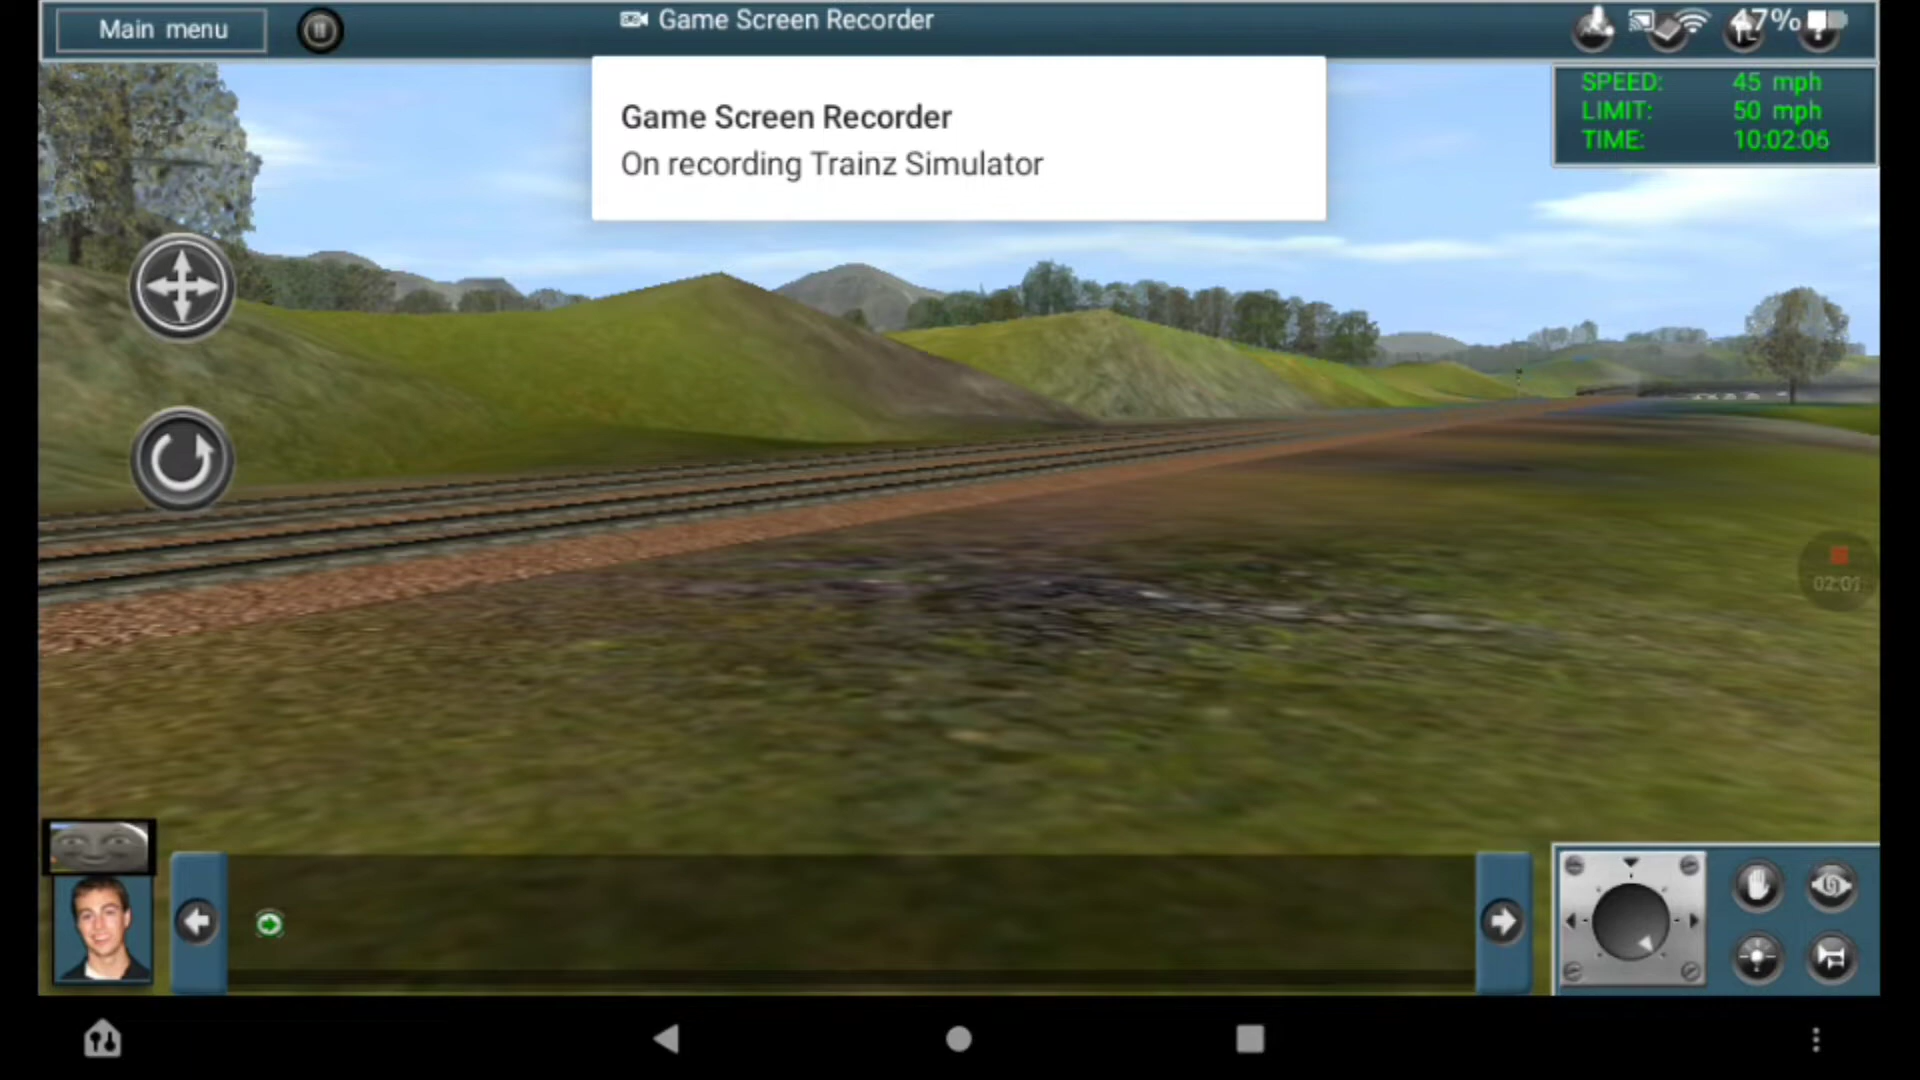 Main menu
Game Screen Recorder
47%
Game Screen Recorder
On recording Trainz Simulator
SPEED: 45 mph
LIMIT: 50 mph
TIME: 10:02:06
02:01